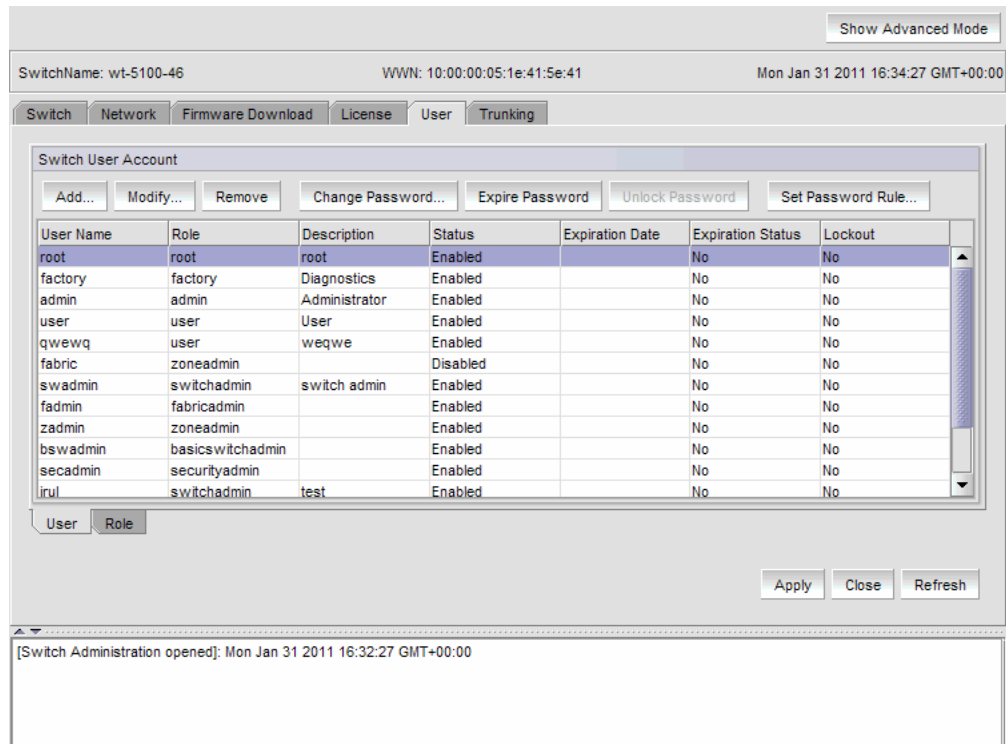 Show Advanced Mode
SwitchName: wt-5100-46 WWN: 10:00:00:05:1e:41:5e:41 Mon Jan 31 2011 16:34:27 GMT+00:00
Switch Network Firmware Download License User Trunking
Switch User Account
Add... Modify... Remove Change Password... Expire Password Unlock Password Set Password Rule...
User Name Role Description Status Expiration Date Expiration Status Lockout
root root root Enabled No No
factory factory Diagnostics Enabled No No
admin admin Administrator Enabled No No
user user User Enabled No No
qwewq user weqwe Enabled No No
fabric zoneadmin Disabled No No
swadmin switchadmin switch admin Enabled No No
fadmin fabricadmin Enabled No No
zadmin zoneadmin Enabled No No
bswadmin basicswitchadmin Enabled No No
secadmin securityadmin Enabled No No
irul switchadmin test Enabled No No
User Role
Apply Close Refresh
[Switch Administration opened]: Mon Jan 31 2011 16:32:27 GMT+00:00